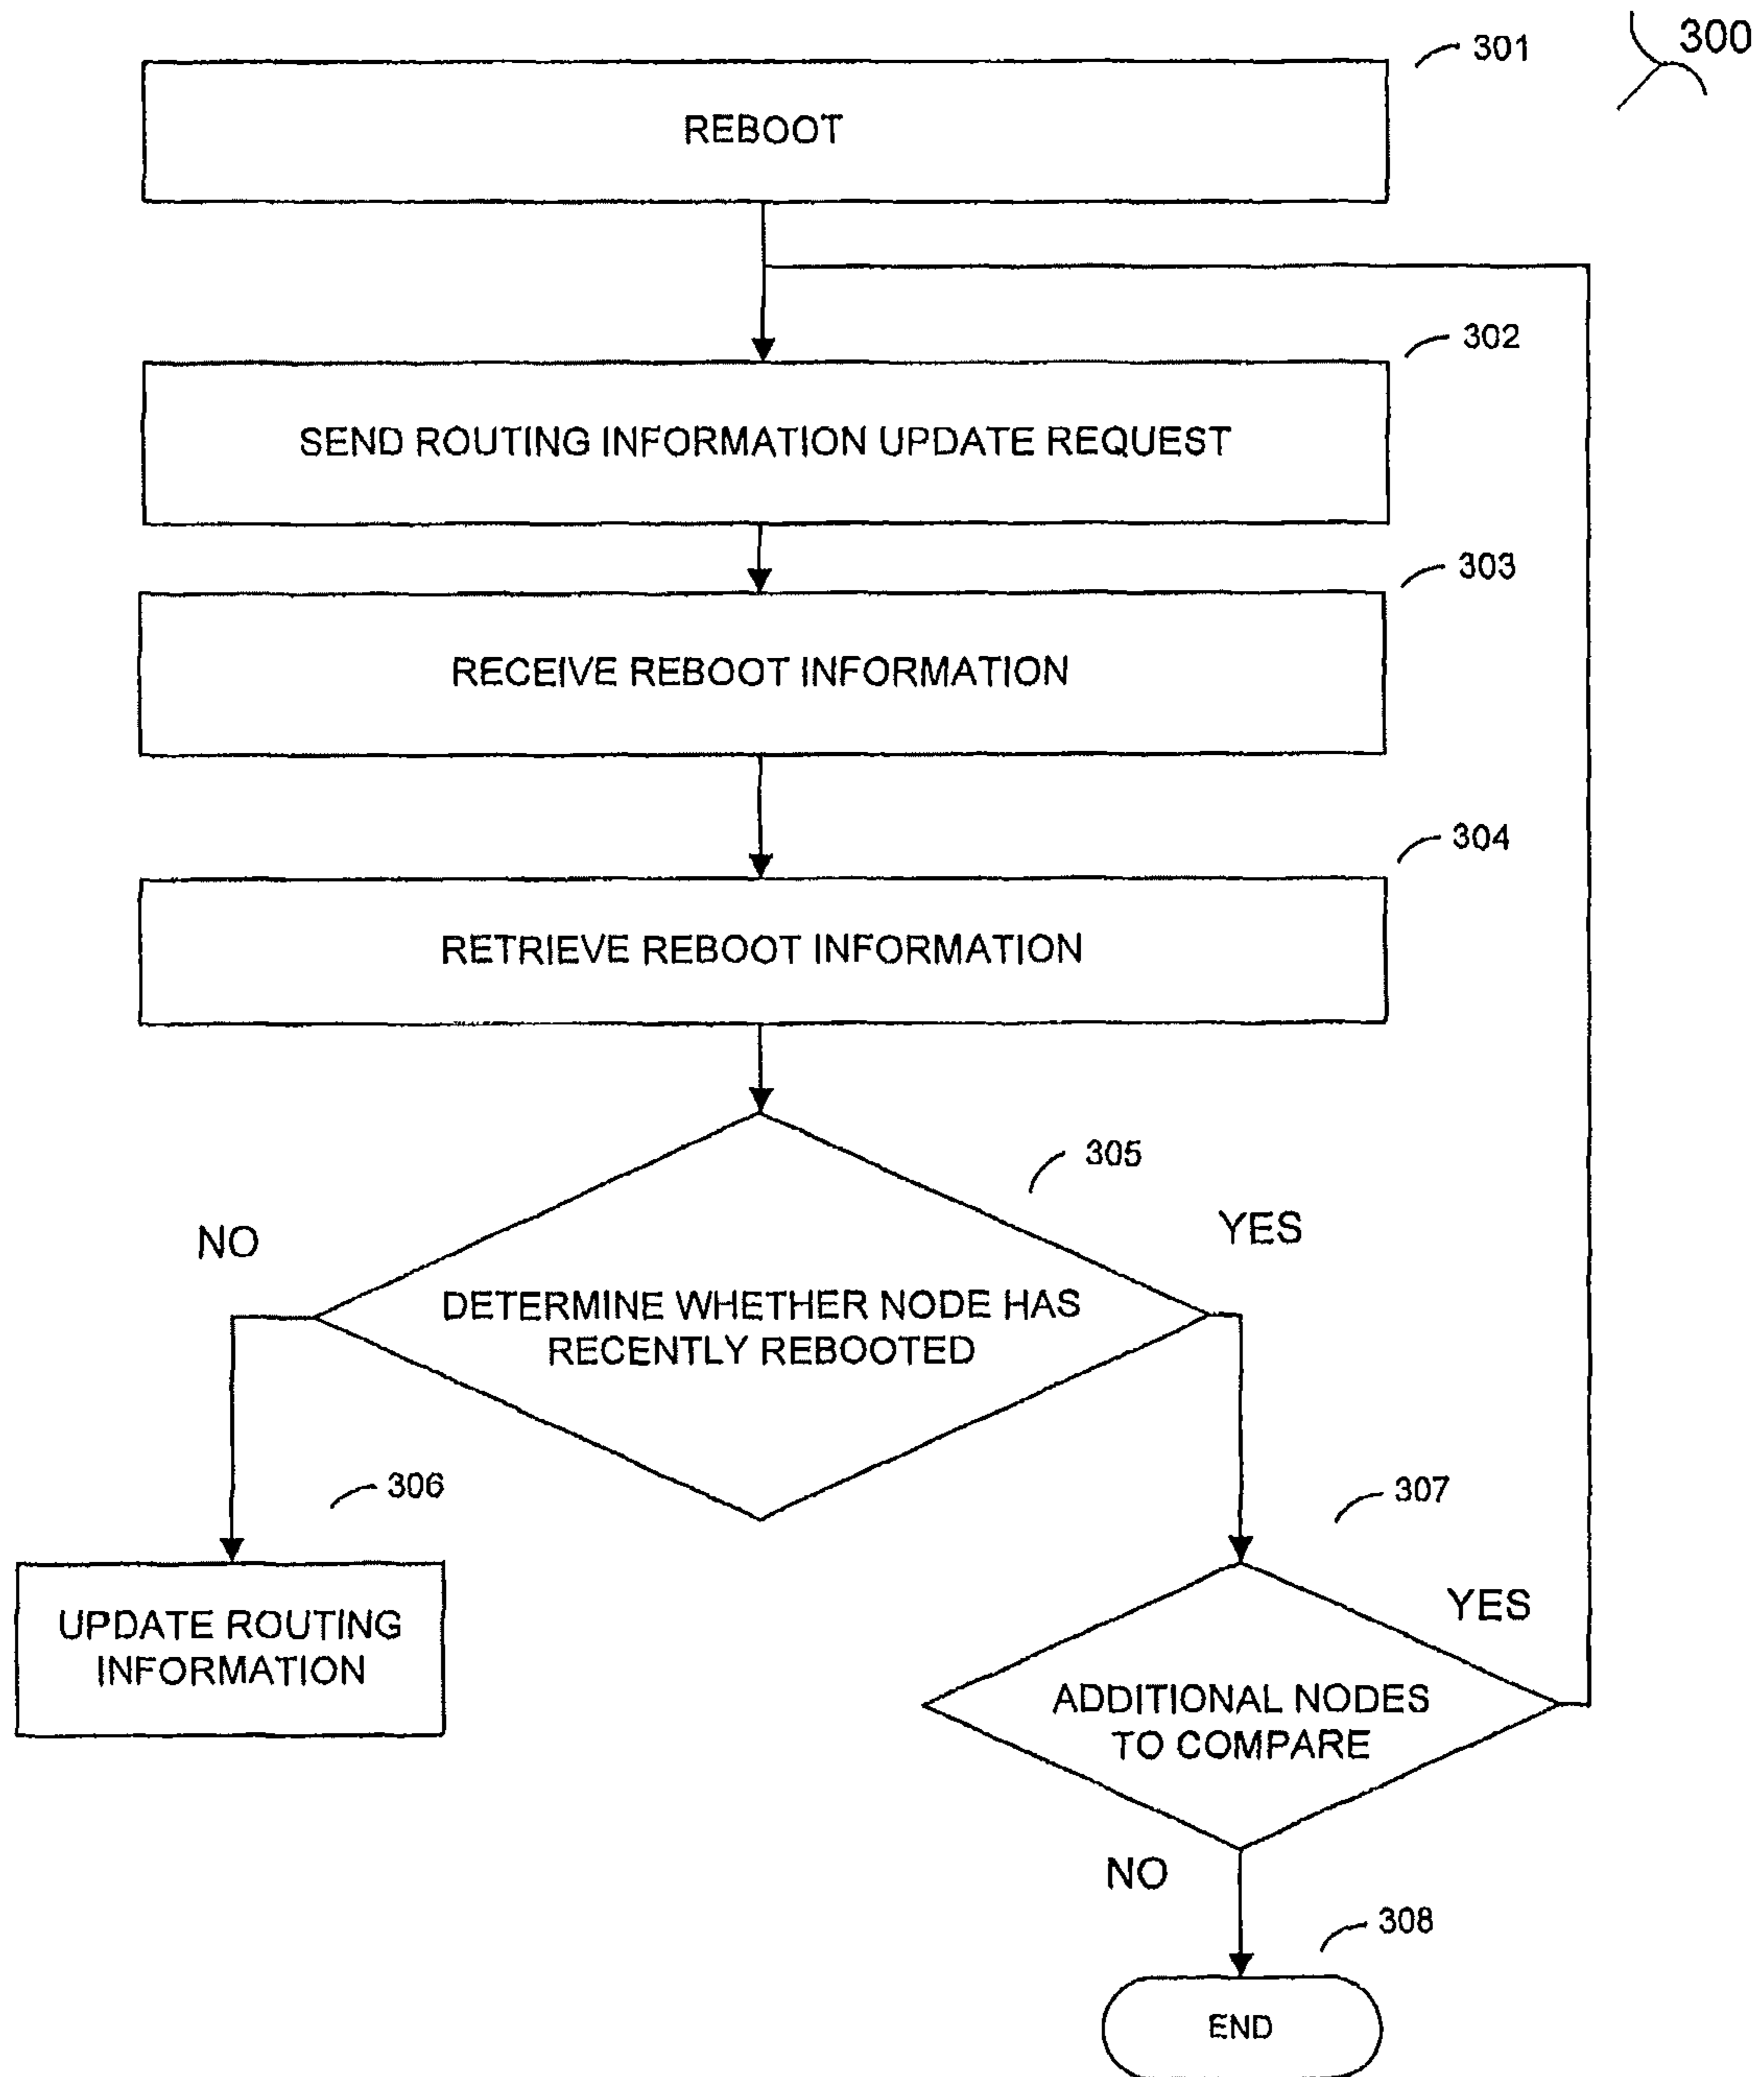 300
301
REBOOT
302
SEND ROUTING INFORMATION UPDATE REQUEST
303
RECEIVE REBOOT INFORMATION
304
RETRIEVE REBOOT INFORMATION
305
NO
YES
DETERMINE WHETHER NODE HAS
RECENTLY REBOOTED
306
307
UPDATE ROUTING
INFORMATION
YES
ADDITIONAL NODES
TO COMPARE
NO
308
END